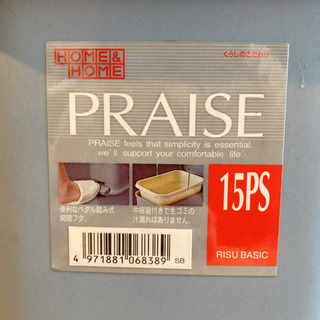 HOME&
HOME
くらしのこだわり
PRAISE
PRAISE feels that simplicity is essential.
we'll support your comfortable life.
便利なペダル踏み式
開閉フタ。
中容器付きで生ゴミの
汁漏れはありません。
15PS
4 971881 068389 SB
RISU BASIC